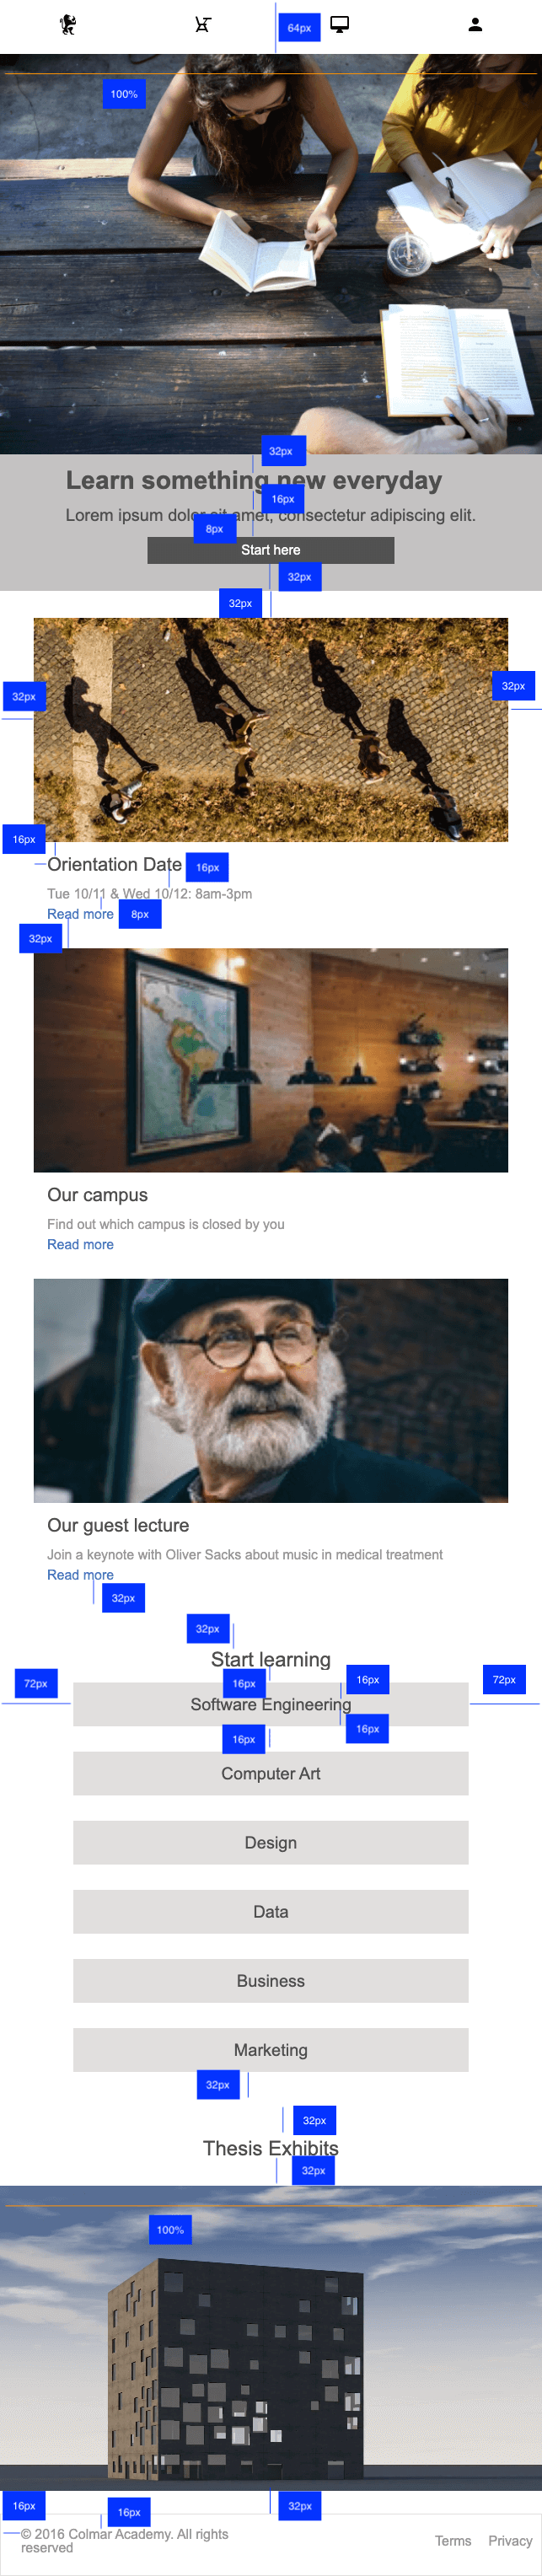 64px
100%
32px
Learn something new everyday
16px
Lorem ipsum dolor sit amet, consectetur adipiscing elit.
8px
Start here
32px
32px
32px
32px
16px
Orientation Date
16px
Tue 10/11 & Wed 10/12: 8am-3pm
Read more
8px
32px
Our campus
Find out which campus is closed by you
Read more
Our guest lecture
Join a keynote with Oliver Sacks about music in medical treatment
Read more
32px
32px
Start learning
72px
16px
16px
72px
Software Engineering
16px
16px
Computer Art
Design
Data
Business
Marketing
32px
32px
Thesis Exhibits
32px
100%
16px
16px
32px
© 2016 Colmar Academy. All rights
reserved
Terms
Privacy